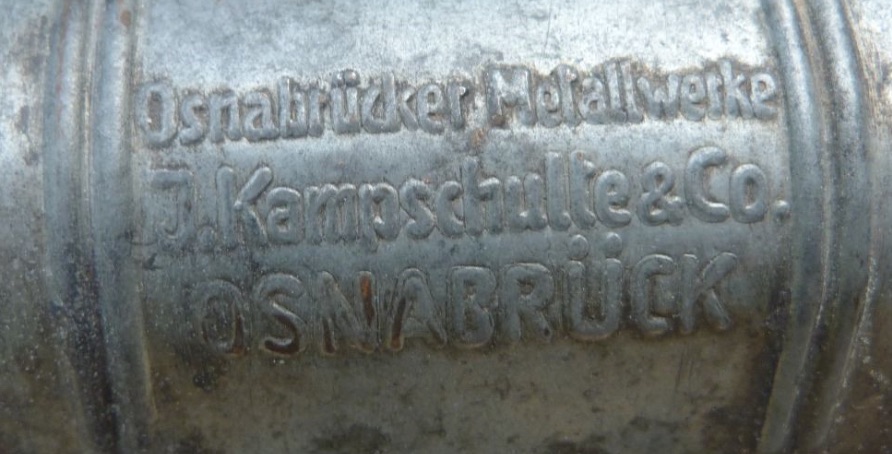 Osnabrücker Metallwerke
J. Kampschulte & Co.
OSNABRÜCK